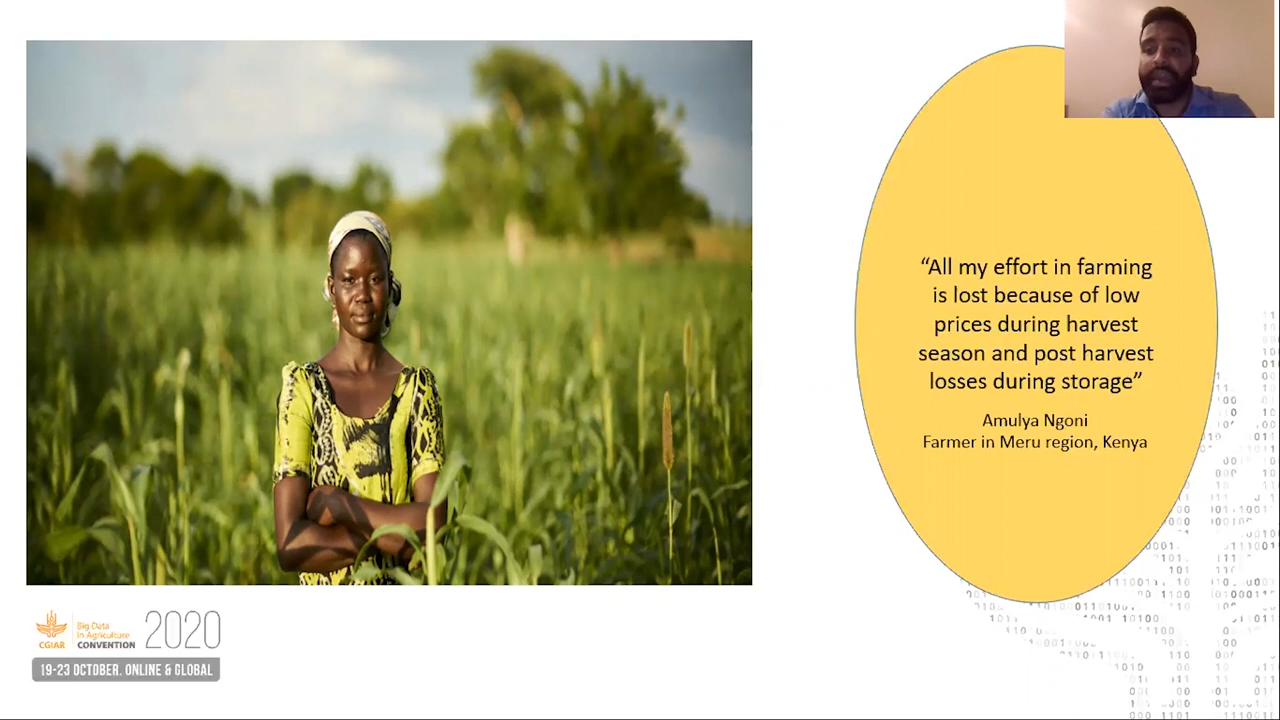 “All my effort in farming
is lost because of low
prices during harvest
season and post harvest
losses during storage”
Amulya Ngoni
Farmer in Meru region, Kenya
CGIAR
Big Data
in Agriculture
CONVENTION
2020
19-23 OCTOBER. ONLINE & GLOBAL